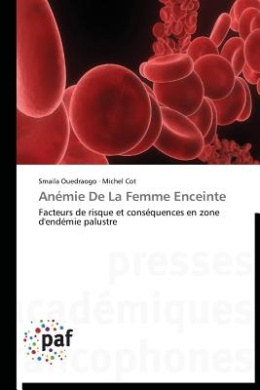 Smaila Ouedraogo · Michel Cot
Anémie De La Femme Enceinte
Facteurs de risque et conséquences en zone
d'endémie palustre
presses
académiques
francophones
paf